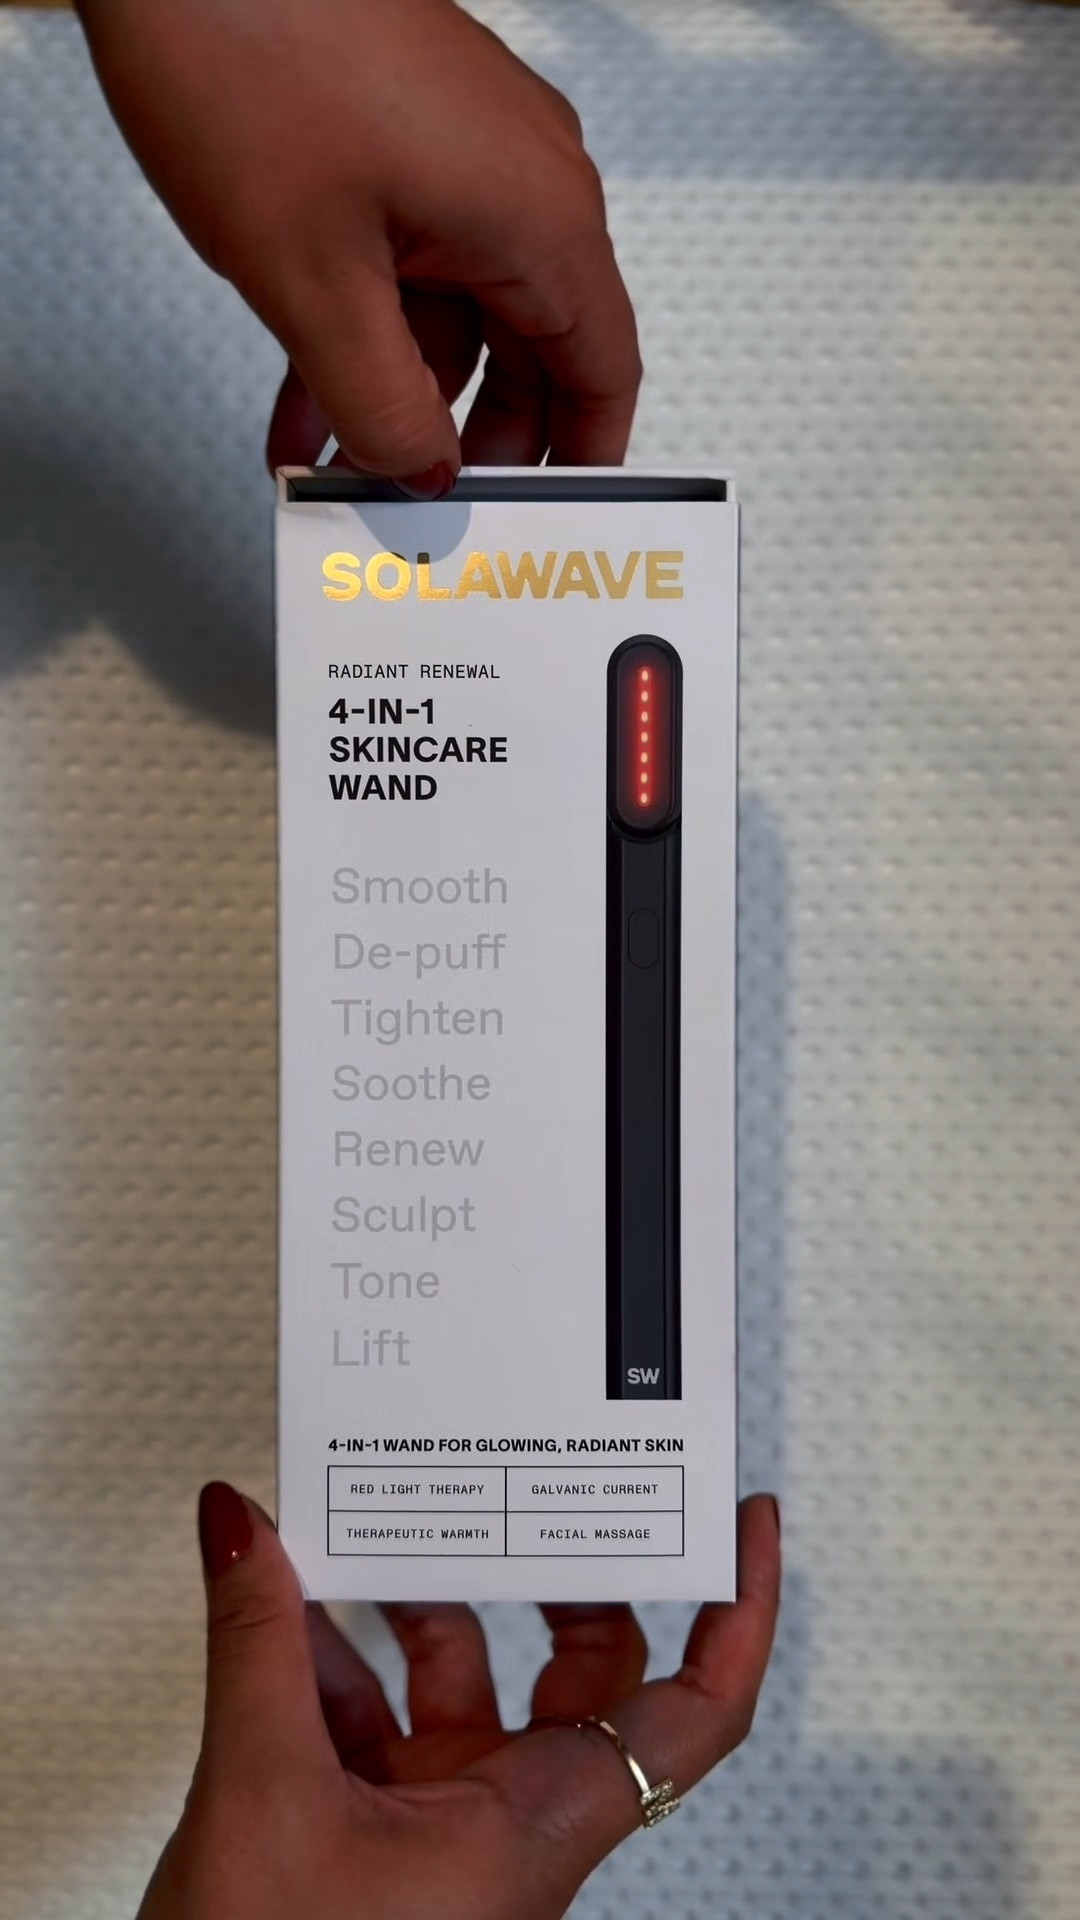 SOLAWAVE
RADIANT RENEWAL
4-IN-1
SKINCARE
WAND
Smooth
De-puff
Tighten
Soothe
Renew
Sculpt
Tone
Lift
SW
4-IN-1 WAND FOR GLOWING, RADIANT SKIN
RED LIGHT THERAPY
GALVANIC CURRENT
THERAPEUTIC WARMTH
FACIAL MASSAGE